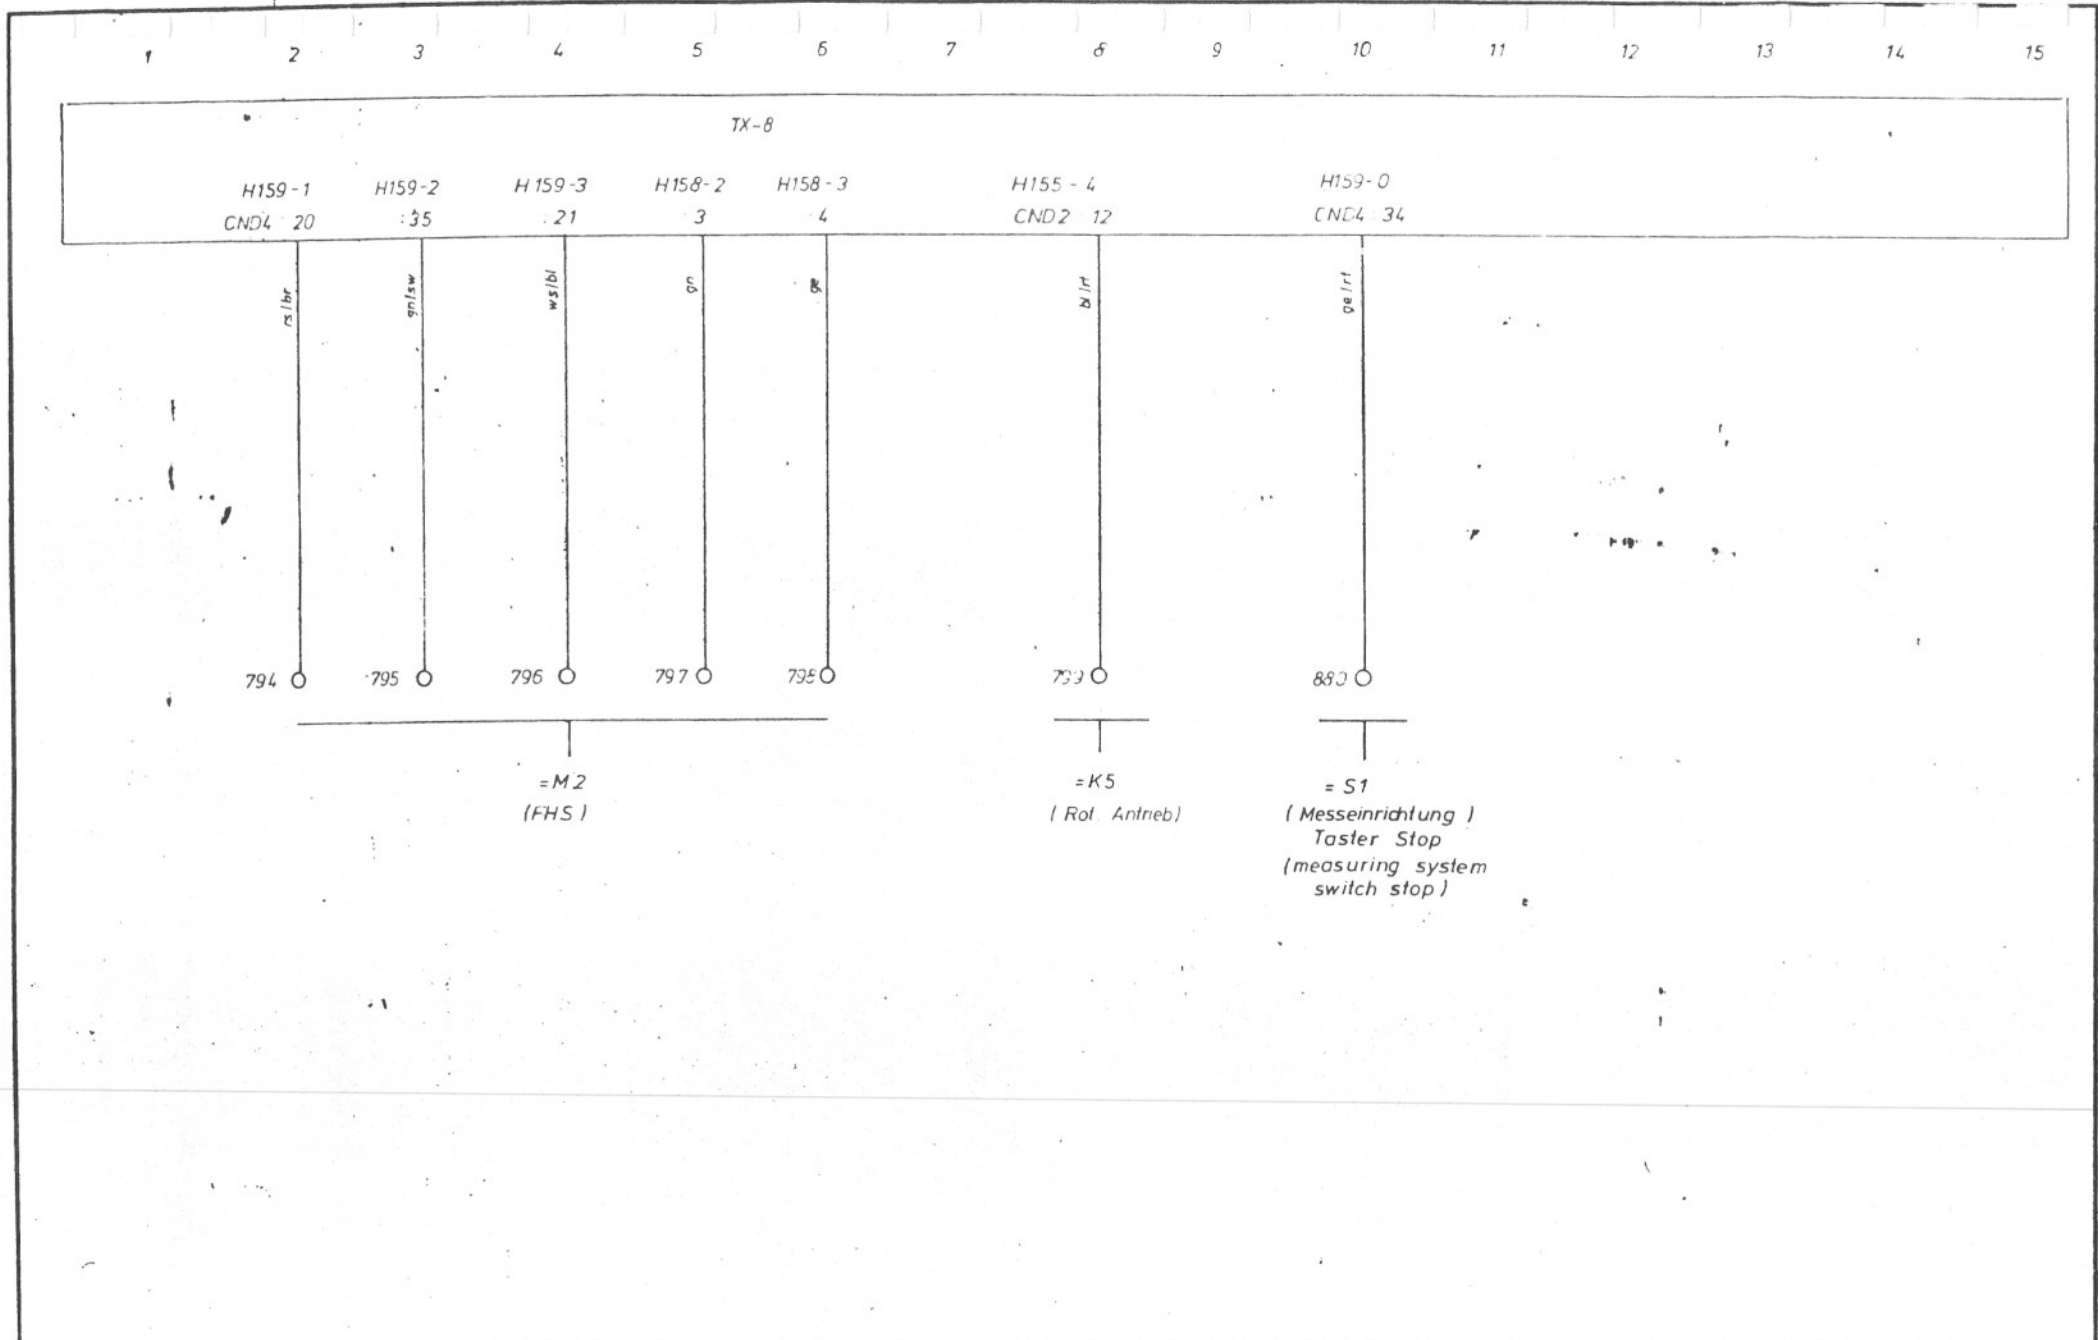 1 2 3 4 5 6 7 8 9 10 11 12 13 14 15
TX-8
H159-1 H159-2 H159-3 H158-2 H158-3 H155-4 H159-0
CND4 20 :35 :21 3 4 CND2 12 CND4 34
rs/br gn/sw ws/bl gn ge bl/rt ge/rt
794 795 796 797 798 799 880
=M2 =K5 =S1
(FHS) (Rot. Antrieb) (Messeinrichtung)
Taster Stop
(measuring system
switch stop)